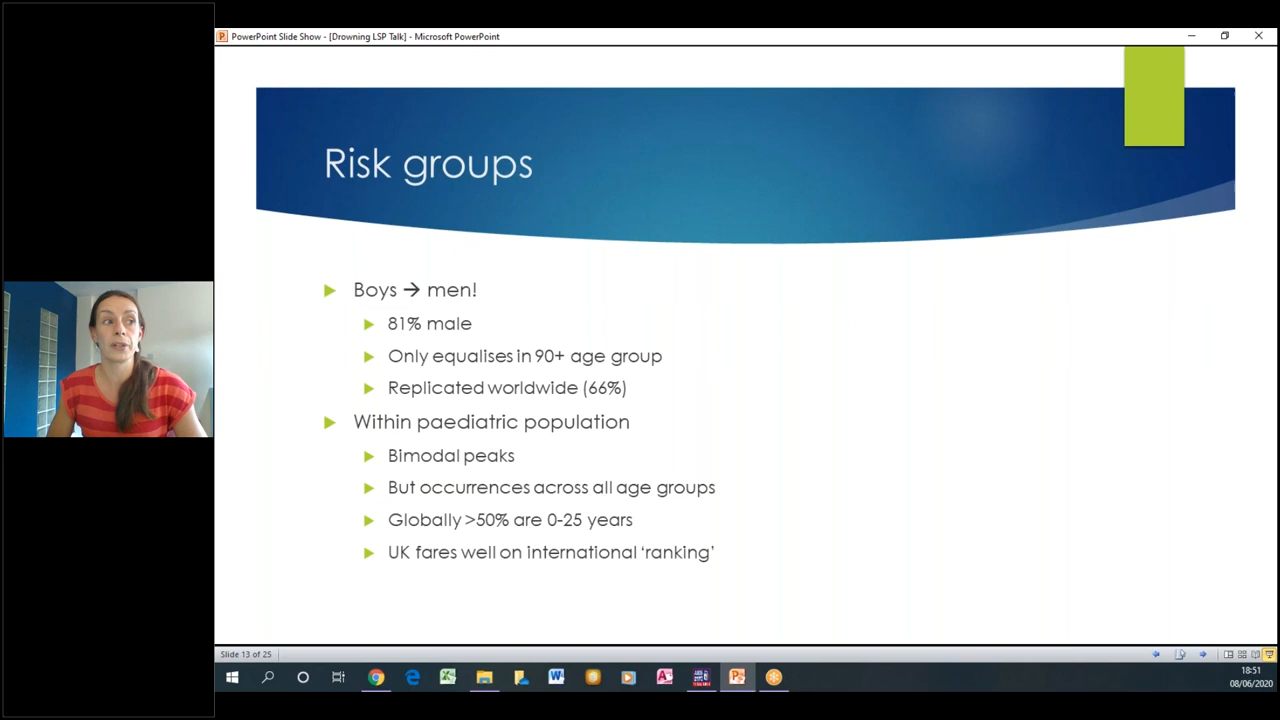 PowerPoint Slide Show - [Drowning LSP Talk] - Microsoft PowerPoint
Risk groups
Boys → men!
81% male
Only equalises in 90+ age group
Replicated worldwide (66%)
Within paediatric population
Bimodal peaks
But occurrences across all age groups
Globally >50% are 0-25 years
UK fares well on international ‘ranking’
Slide 13 of 25
18:51
08/06/2020